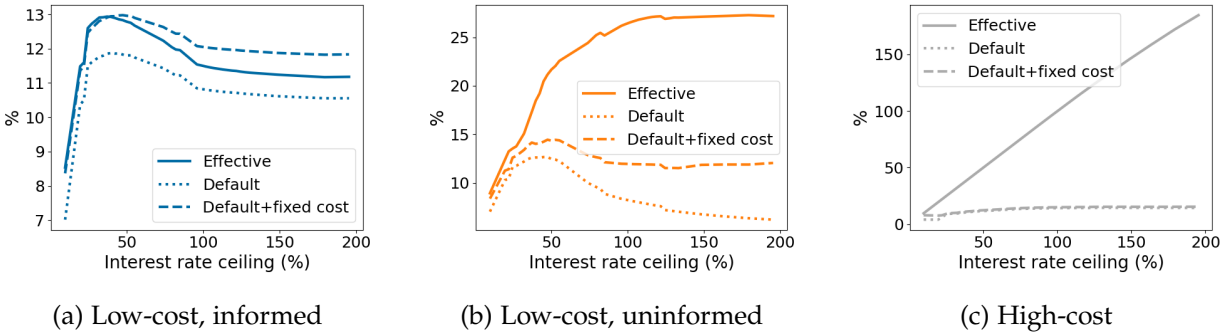 13
12
11
10
9
8
7
%
Effective
Default
Default+fixed cost
50
100
150
200
Interest rate ceiling (%)
(a) Low-cost, informed
25
20
15
10
%
Effective
Default
Default+fixed cost
50
100
150
200
Interest rate ceiling (%)
(b) Low-cost, uninformed
150
100
50
0
%
Effective
Default
Default+fixed cost
50
100
150
200
Interest rate ceiling (%)
(c) High-cost